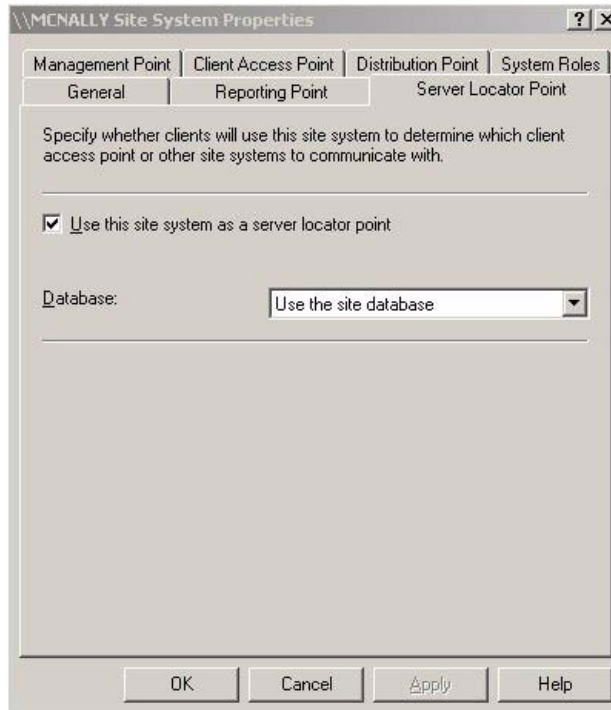 \\MCNALLY Site System Properties
Management Point Client Access Point Distribution Point System Roles
General Reporting Point Server Locator Point
Specify whether clients will use this site system to determine which client
access point or other site systems to communicate with.
Use this site system as a server locator point
Database: Use the site database
OK Cancel Apply Help